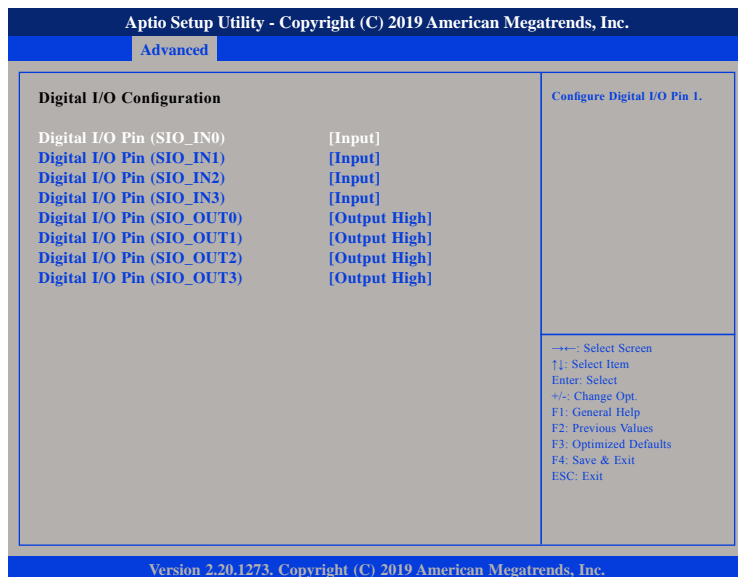 Aptio Setup Utility - Copyright (C) 2019 American Megatrends, Inc.
Advanced
Digital I/O Configuration
Digital I/O Pin (SIO_IN0) [Input]
Digital I/O Pin (SIO_IN1) [Input]
Digital I/O Pin (SIO_IN2) [Input]
Digital I/O Pin (SIO_IN3) [Input]
Digital I/O Pin (SIO_OUT0) [Output High]
Digital I/O Pin (SIO_OUT1) [Output High]
Digital I/O Pin (SIO_OUT2) [Output High]
Digital I/O Pin (SIO_OUT3) [Output High]
Configure Digital I/O Pin 1.
→←: Select Screen
↑↓: Select Item
Enter: Select
+/-: Change Opt.
F1: General Help
F2: Previous Values
F3: Optimized Defaults
F4: Save & Exit
ESC: Exit
Version 2.20.1273. Copyright (C) 2019 American Megatrends, Inc.